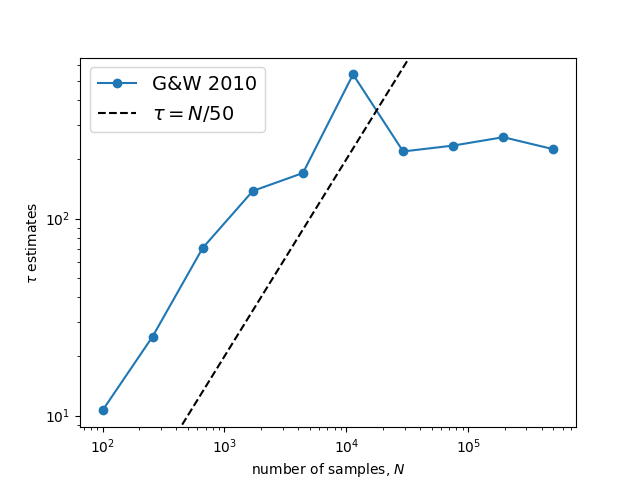 G&W 2010
τ = N/50
τ estimates
10²
10¹
10²
10³
10⁴
10⁵
number of samples, N